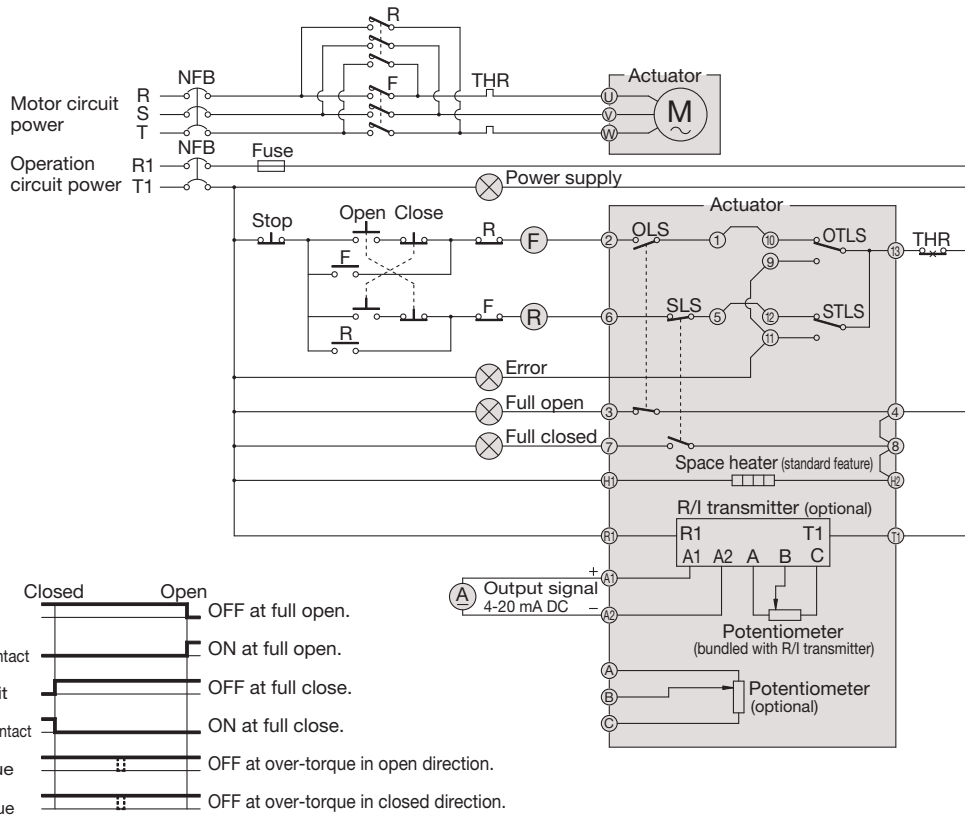 R
NFB
F
THR
Actuator
Motor circuit
power
R
S
T
U
V
W
M
NFB
Fuse
Operation
circuit power
R1
T1
Power supply
Actuator
Stop
Open
Close
R
F
2
OLS
1
10
OTLS
13
THR
F
9
F
R
6
SLS
5
12
STLS
R
11
Error
Full open
3
4
Full closed
7
8
Space heater (standard feature)
H1
H2
R/I transmitter (optional)
R1
R1
T1
T1
A1
A2
A
B
C
A
Output signal
4-20 mA DC
+
A1
−
A2
Potentiometer
(bundled with R/I transmitter)
A
B
C
Potentiometer
(optional)
Closed
Open
OFF at full open.
ON at full open.
OFF at full close.
ON at full close.
OFF at over-torque in open direction.
OFF at over-torque in closed direction.